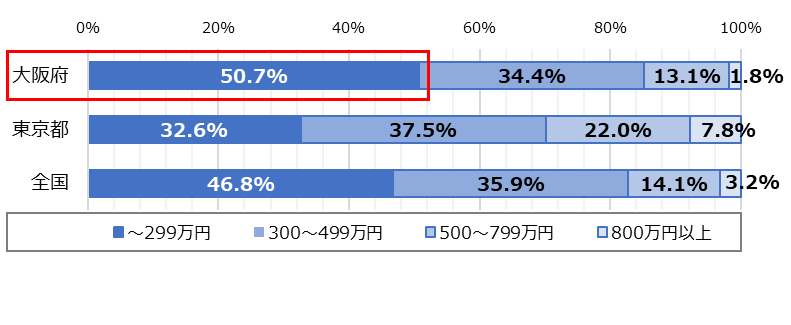 0% 20% 40% 60% 80% 100%
大阪府 50.7% 34.4% 13.1% 1.8%
東京都 32.6% 37.5% 22.0% 7.8%
全国 46.8% 35.9% 14.1% 3.2%
～299万円 300～499万円 500～799万円 800万円以上